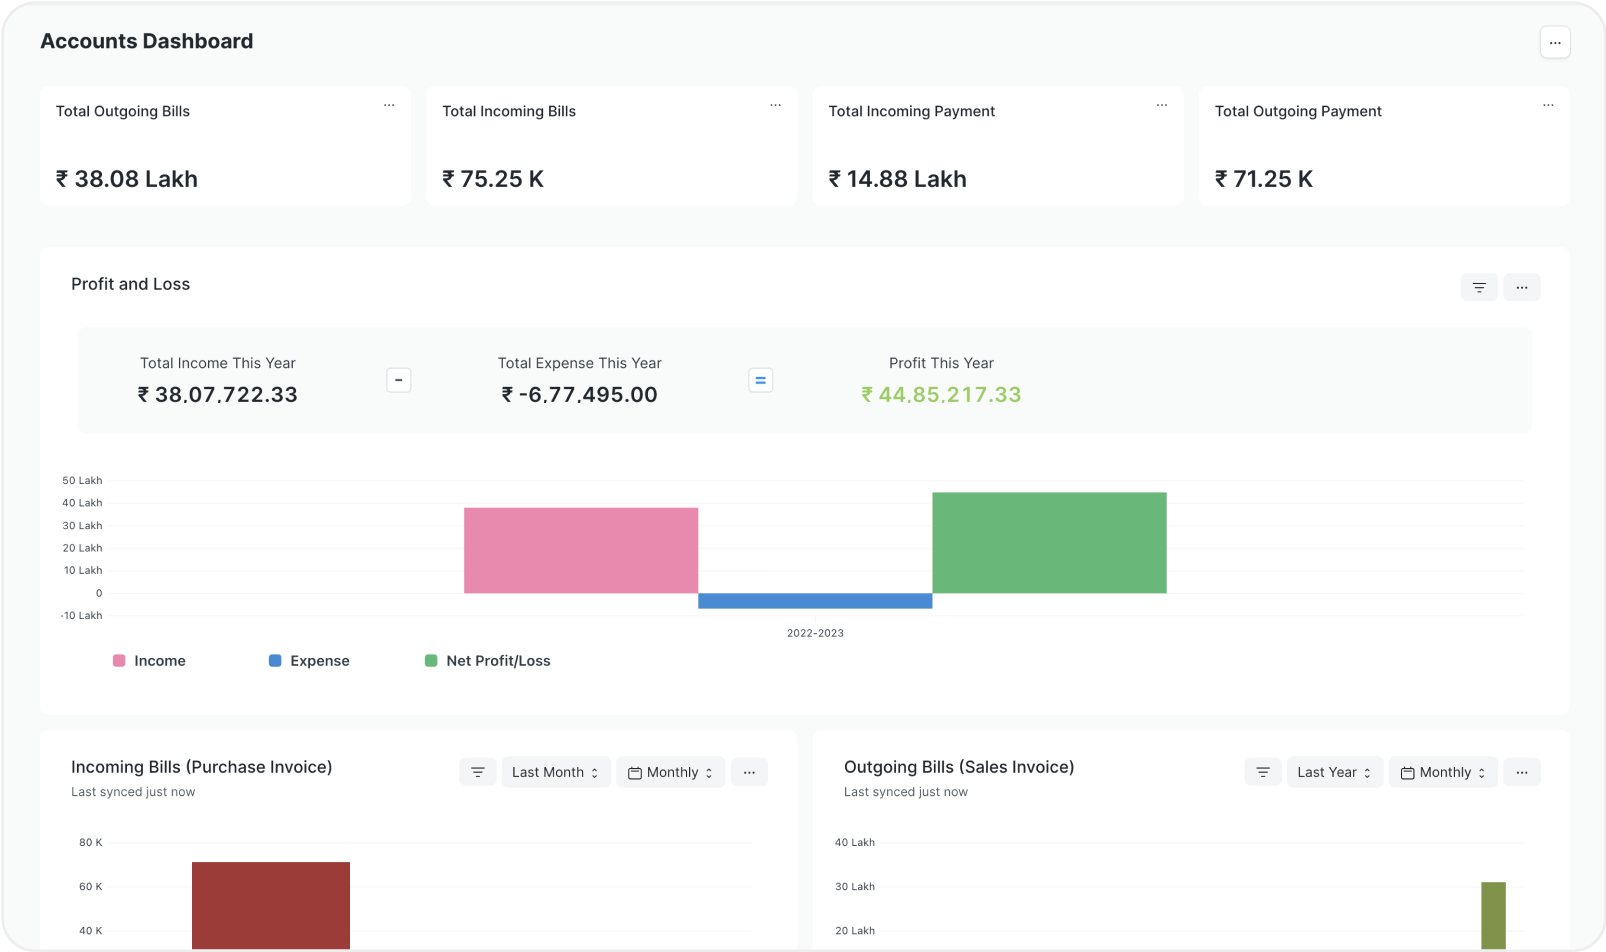 Accounts Dashboard
...
Total Outgoing Bills ...
₹ 38.08 Lakh
Total Incoming Bills ...
₹ 75.25 K
Total Incoming Payment ...
₹ 14.88 Lakh
Total Outgoing Payment ...
₹ 71.25 K
Profit and Loss
...
Total Income This Year
₹ 38,07,722.33
-
Total Expense This Year
₹ -6,77,495.00
=
Profit This Year
₹ 44,85,217.33
50 Lakh
40 Lakh
30 Lakh
20 Lakh
10 Lakh
0
-10 Lakh
2022-2023
Income Expense Net Profit/Loss
Incoming Bills (Purchase Invoice)
Last synced just now
Last Month Monthly ...
80 K
60 K
40 K
Outgoing Bills (Sales Invoice)
Last synced just now
Last Year Monthly ...
40 Lakh
30 Lakh
20 Lakh